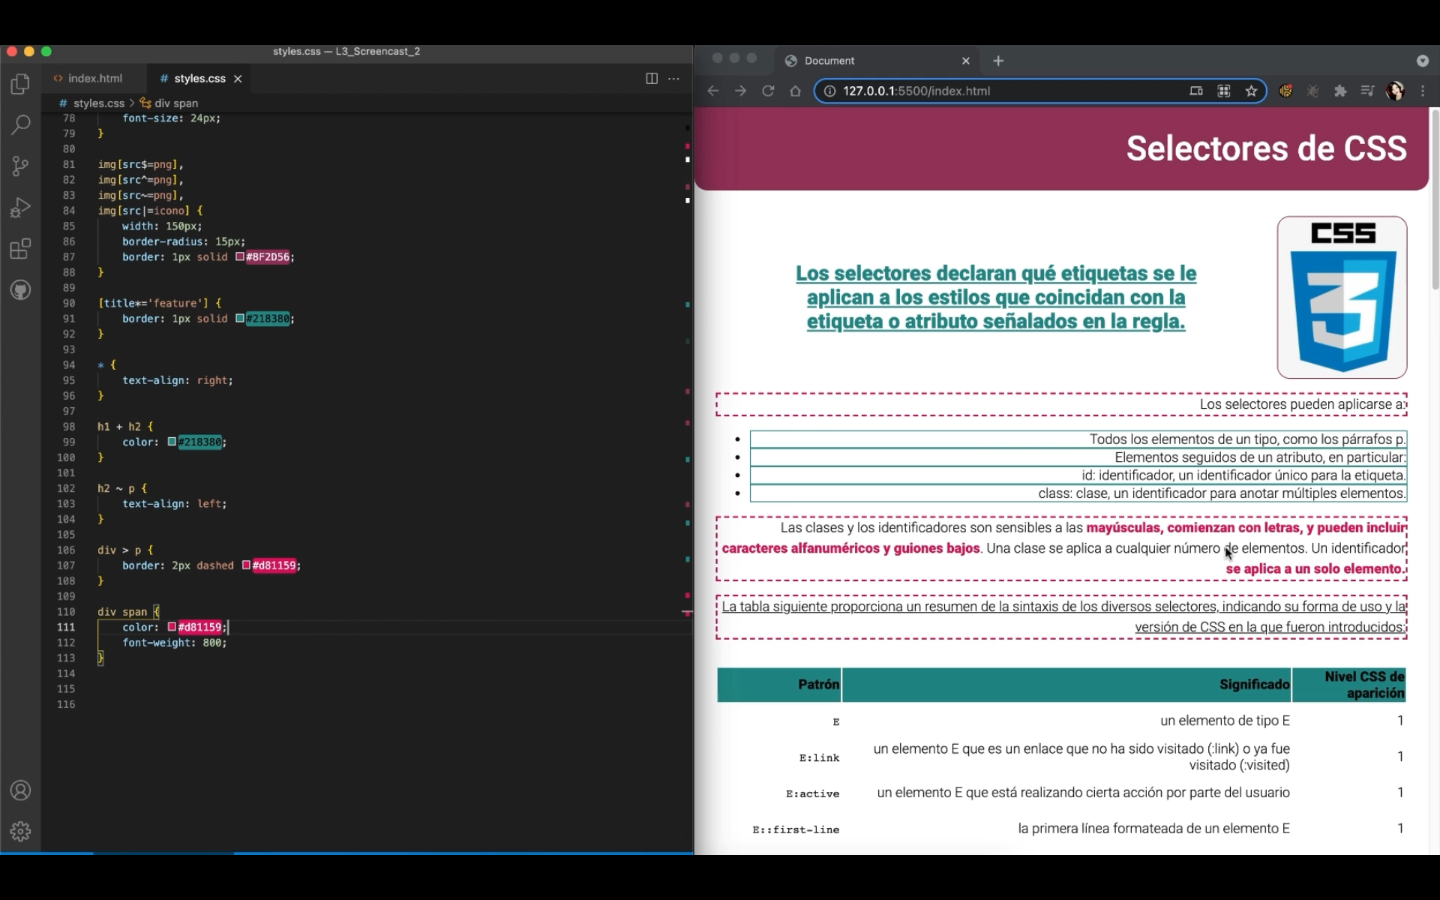 styles.css — L3_Screencast_2
index.html
styles.css
styles.css > div span
78 font-size: 24px;
79 }
80
81 img[src$=png],
82 img[src^=png],
83 img[src~=png],
84 img[src|=icono] {
85 width: 150px;
86 border-radius: 15px;
87 border: 1px solid #8F2D56;
88 }
89
90 [title*='feature'] {
91 border: 1px solid #218380;
92 }
93
94 * {
95 text-align: right;
96 }
97
98 h1 + h2 {
99 color: #218380;
100 }
101
102 h2 ~ p {
103 text-align: left;
104 }
105
106 div > p {
107 border: 2px dashed #d81159;
108 }
109
110 div span {
111 color: #d81159;
112 font-weight: 800;
113 }
114
115
116
Document
127.0.0.1:5500/index.html
Selectores de CSS
CSS
3
Los selectores declaran qué etiquetas se le
aplican a los estilos que coincidan con la
etiqueta o atributo señalados en la regla.
Los selectores pueden aplicarse a:
Todos los elementos de un tipo, como los párrafos p.
Elementos seguidos de un atributo, en particular:
id: identificador, un identificador único para la etiqueta.
class: clase, un identificador para anotar múltiples elementos.
Las clases y los identificadores son sensibles a las mayúsculas, comienzan con letras, y pueden incluir
caracteres alfanuméricos y guiones bajos. Una clase se aplica a cualquier número de elementos. Un identificador
se aplica a un solo elemento.
La tabla siguiente proporciona un resumen de la sintaxis de los diversos selectores, indicando su forma de uso y la
versión de CSS en la que fueron introducidos:
Patrón Significado Nivel CSS de
aparición
E un elemento de tipo E 1
E:link un elemento E que es un enlace que no ha sido visitado (:link) o ya fue
visitado (:visited) 1
E:active un elemento E que está realizando cierta acción por parte del usuario 1
E::first-line la primera línea formateada de un elemento E 1